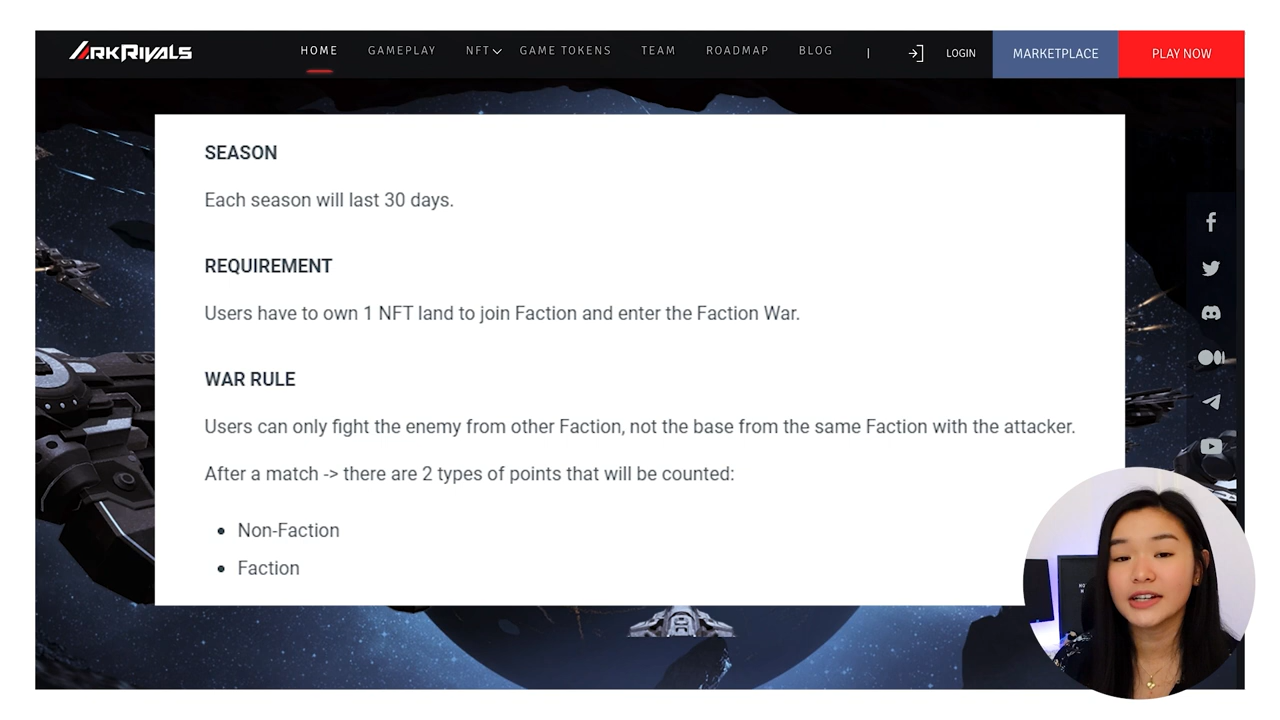 ARKRIVALS
HOME GAMEPLAY NFT GAME TOKENS TEAM ROADMAP BLOG | LOGIN MARKETPLACE PLAY NOW
SEASON
Each season will last 30 days.
REQUIREMENT
Users have to own 1 NFT land to join Faction and enter the Faction War.
WAR RULE
Users can only fight the enemy from other Faction, not the base from the same Faction with the attacker.
After a match -> there are 2 types of points that will be counted:
• Non-Faction
• Faction